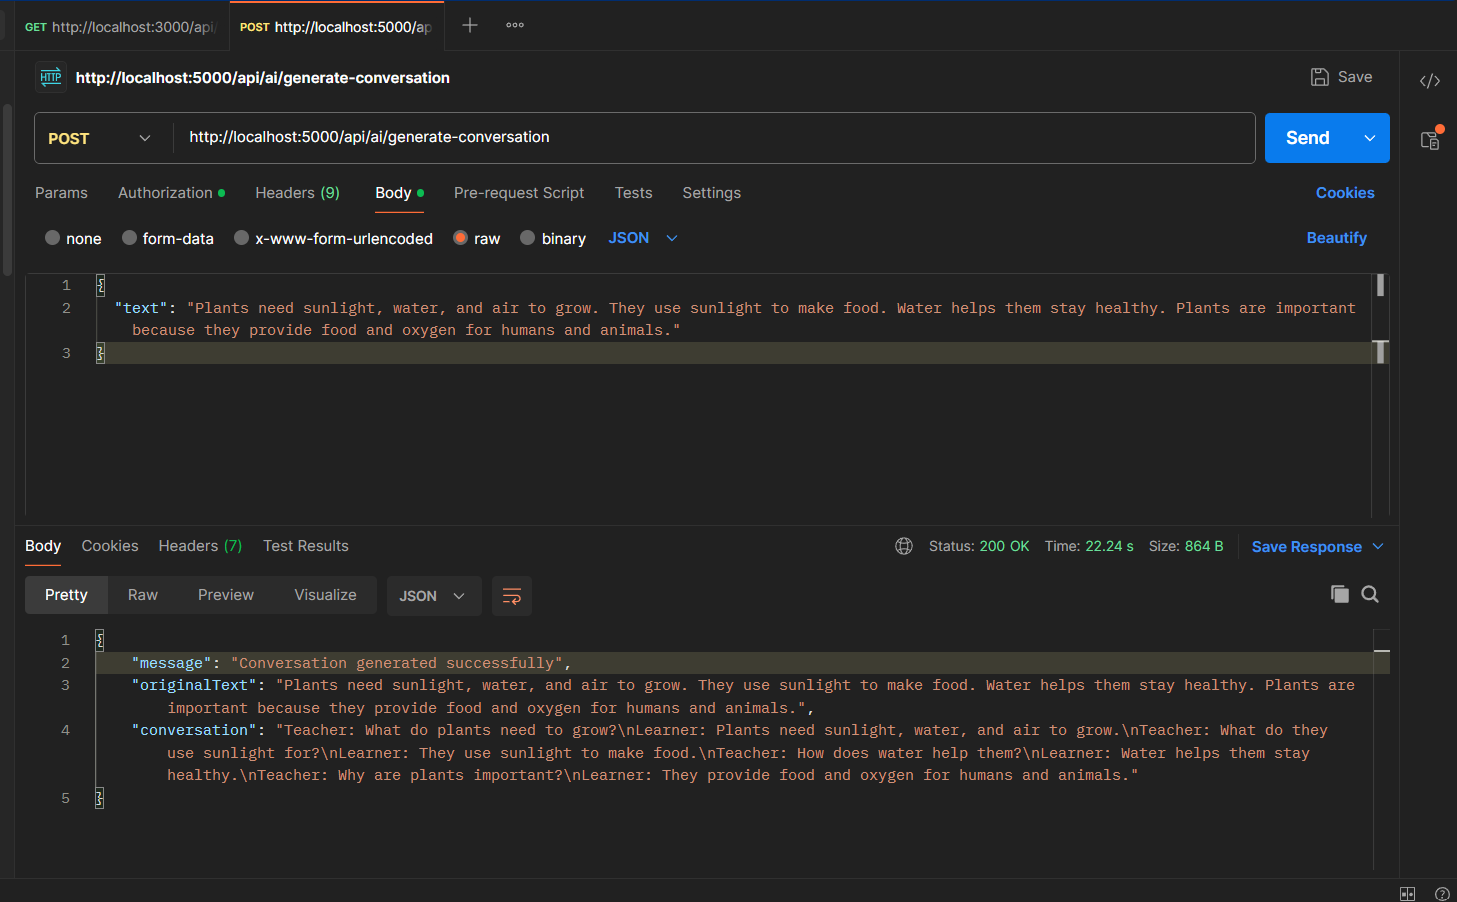 GET http://localhost:3000/api/
POST http://localhost:5000/ap
HTTP http://localhost:5000/api/ai/generate-conversation
Save
POST http://localhost:5000/api/ai/generate-conversation
Send
Params Authorization Headers (9) Body Pre-request Script Tests Settings Cookies
none form-data x-www-form-urlencoded raw binary JSON Beautify
1 {
2 "text": "Plants need sunlight, water, and air to grow. They use sunlight to make food. Water helps them stay healthy. Plants are important
because they provide food and oxygen for humans and animals."
3 }
Body Cookies Headers (7) Test Results Status: 200 OK Time: 22.24 s Size: 864 B Save Response
Pretty Raw Preview Visualize JSON
1 {
2 "message": "Conversation generated successfully",
3 "originalText": "Plants need sunlight, water, and air to grow. They use sunlight to make food. Water helps them stay healthy. Plants are
important because they provide food and oxygen for humans and animals.",
4 "conversation": "Teacher: What do plants need to grow?\nLearner: Plants need sunlight, water, and air to grow.\nTeacher: What do they
use sunlight for?\nLearner: They use sunlight to make food.\nTeacher: How does water help them?\nLearner: Water helps them stay
healthy.\nTeacher: Why are plants important?\nLearner: They provide food and oxygen for humans and animals."
5 }